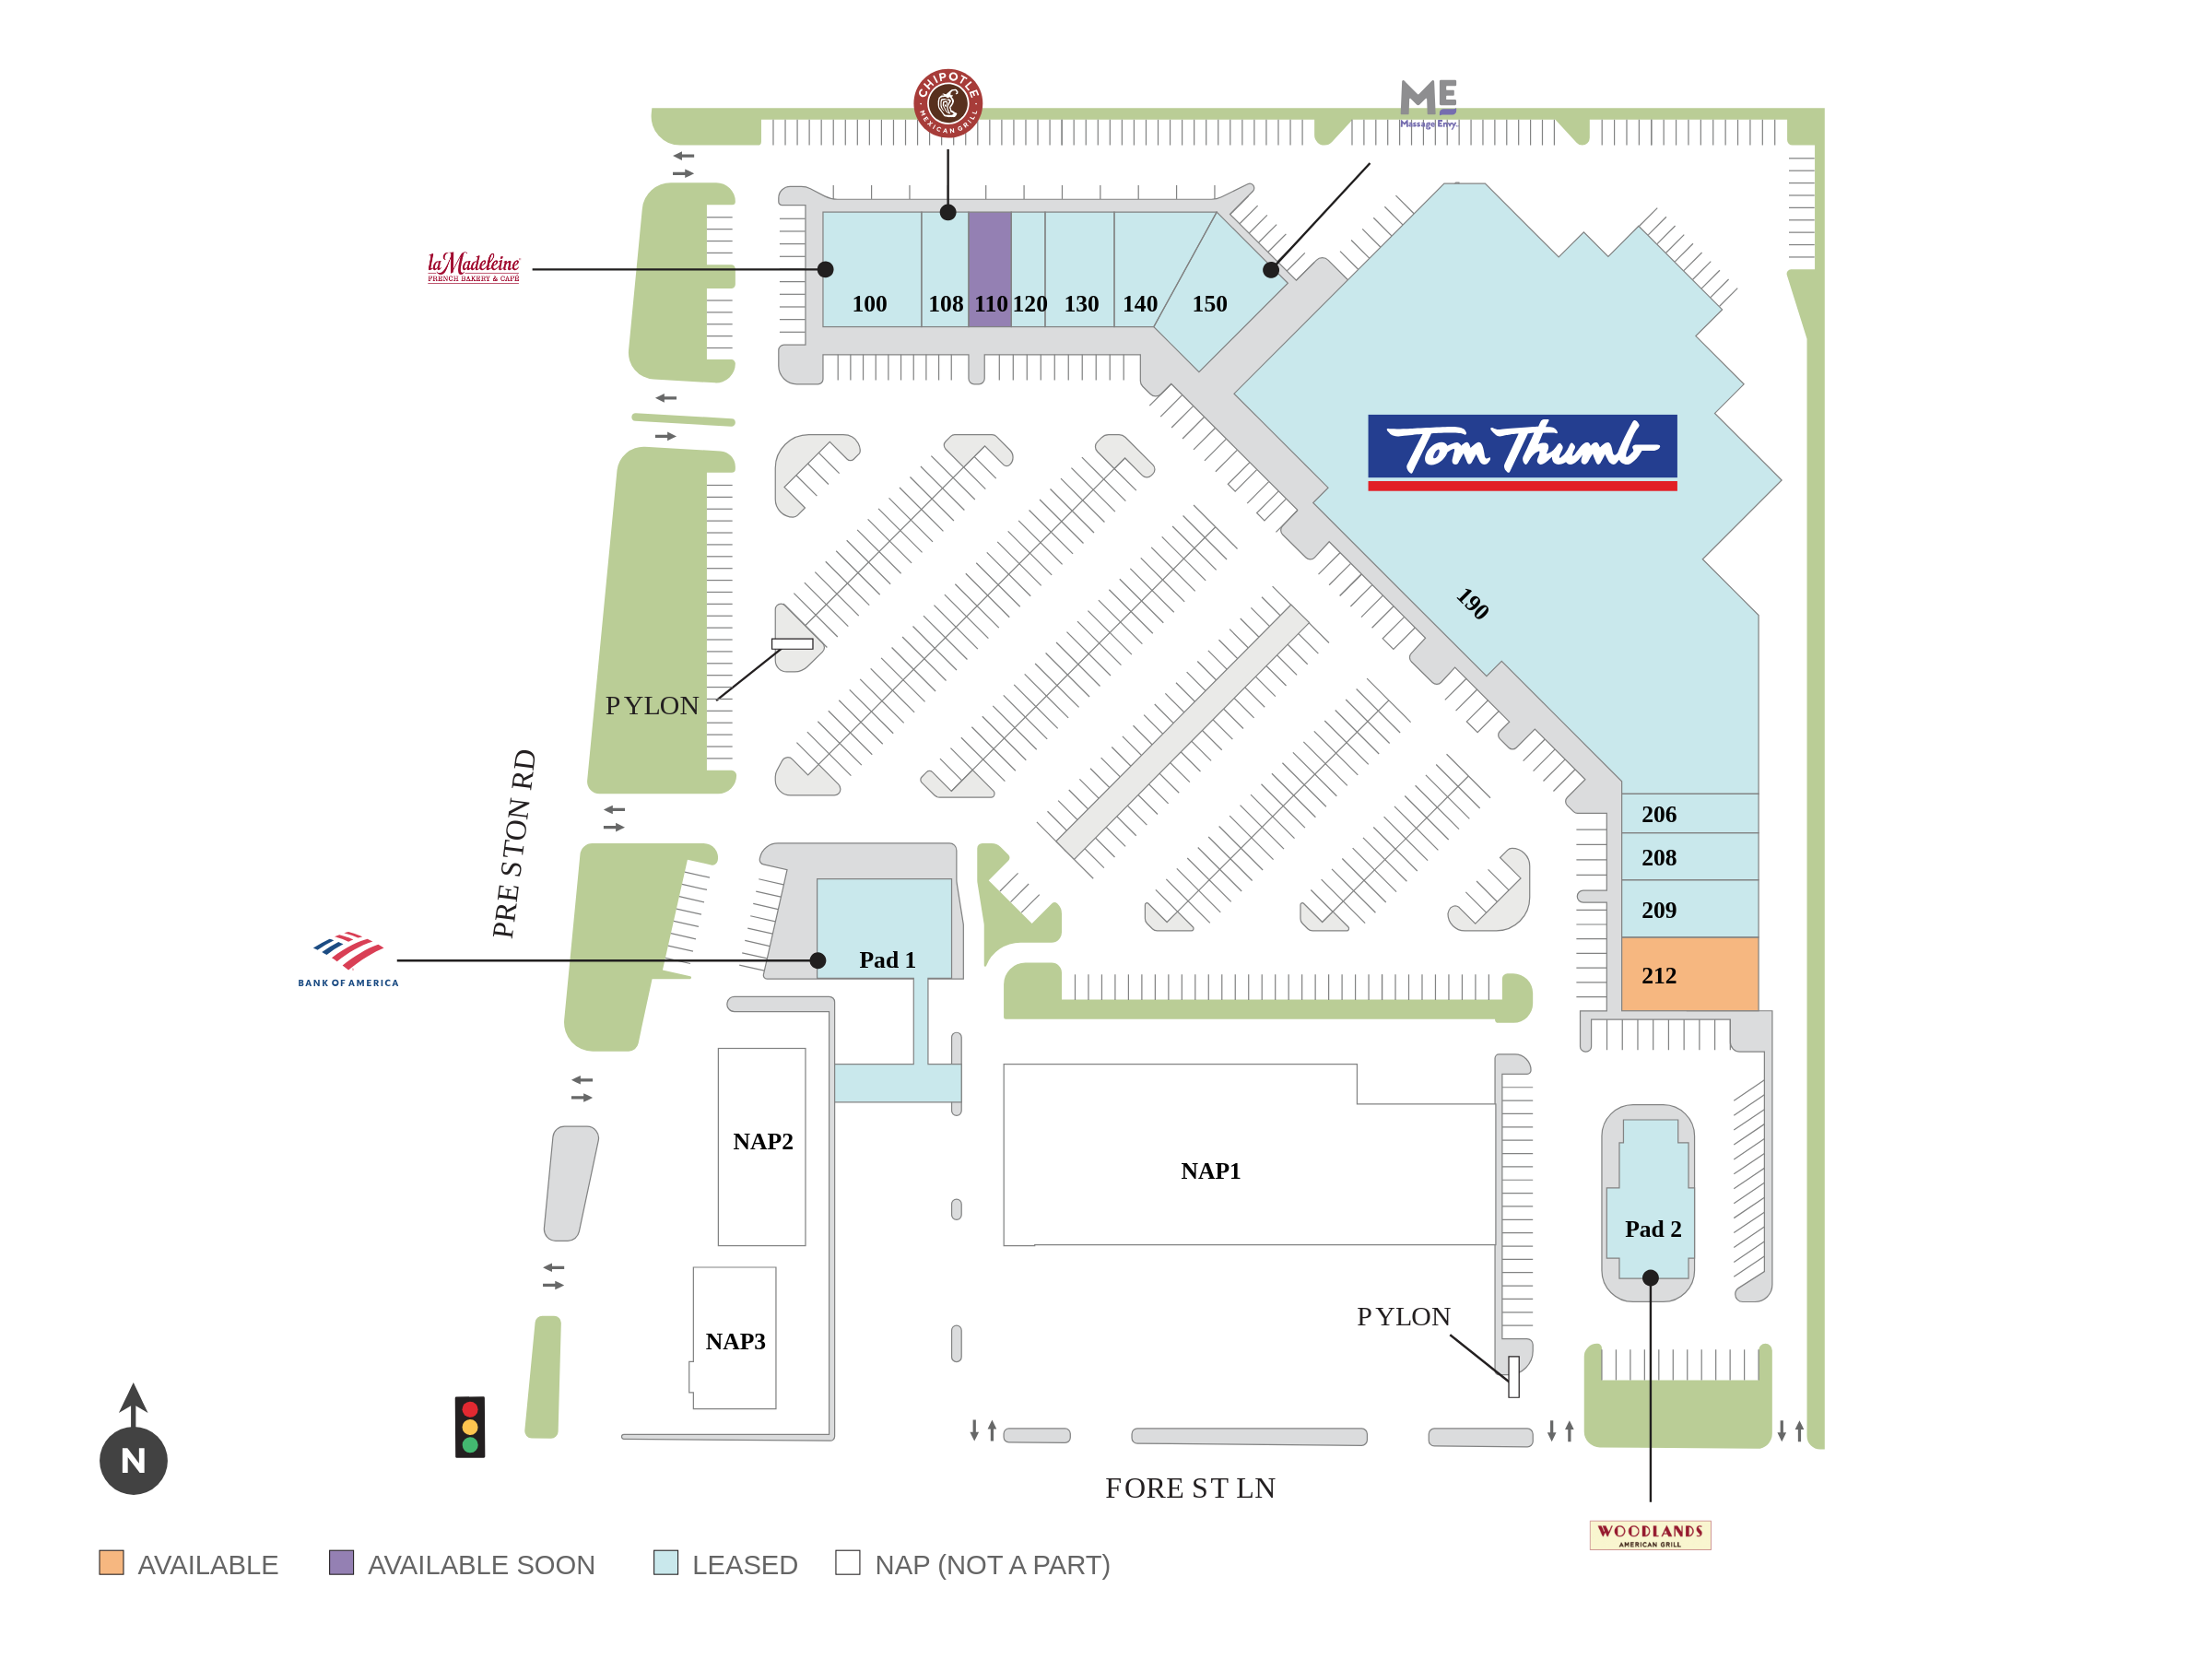 CHIPOTLE
MEXICAN GRILL
ME
Massage Envy.
la Madeleine
FRENCH BAKERY & CAFÉ
100
108
110
120
130
140
150
Tom Thumb
190
PYLON
PRESTON RD
206
208
209
212
BANK OF AMERICA
Pad 1
NAP2
NAP1
Pad 2
PYLON
NAP3
N
FOREST LN
WOODLANDS
AMERICAN GRILL
AVAILABLE
AVAILABLE SOON
LEASED
NAP (NOT A PART)